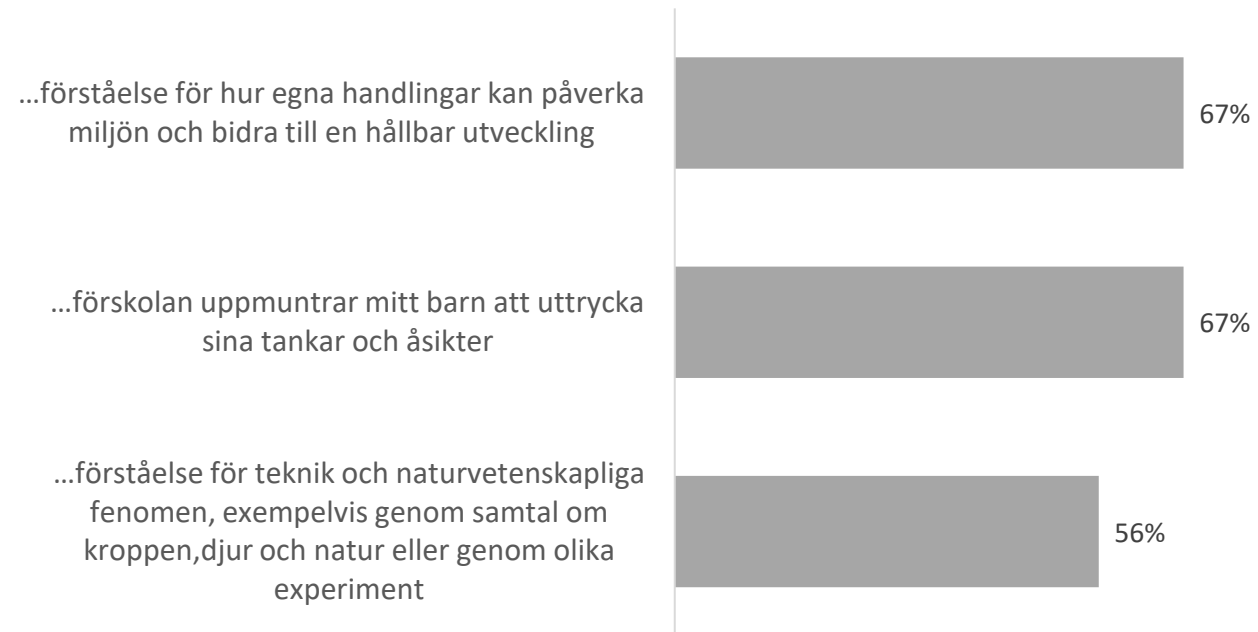 ...förståelse för hur egna handlingar kan påverka
miljön och bidra till en hållbar utveckling
67%
...förskolan uppmuntrar mitt barn att uttrycka
sina tankar och åsikter
67%
...förståelse för teknik och naturvetenskapliga
fenomen, exempelvis genom samtal om
kroppen,djur och natur eller genom olika
experiment
56%